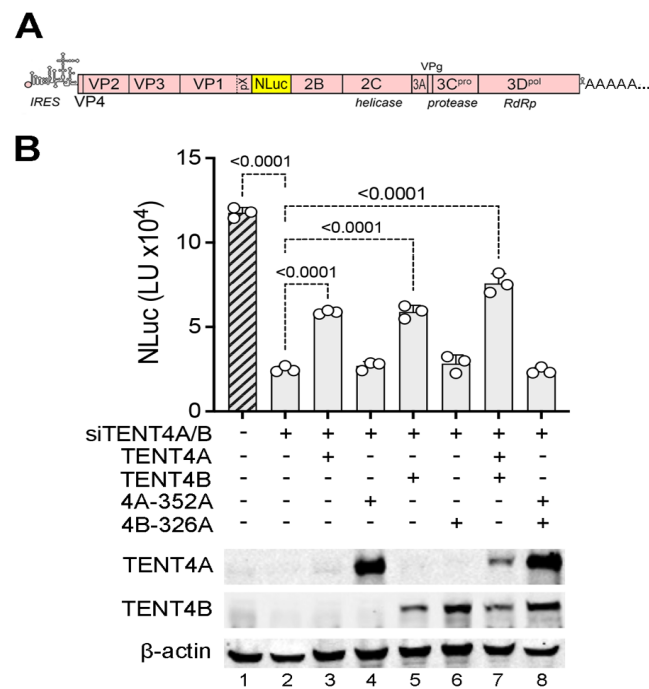 A
VPg
VP2 VP3 VP1 pX NLuc 2B 2C 3A 3Cpro 3Dpol AAAAA...
IRES VP4 helicase protease RdRp
B
NLuc (LU x10⁴)
15
10
5
0
<0.0001
<0.0001
<0.0001
<0.0001
siTENT4A/B - + + + + + + +
TENT4A - - + - - - + -
TENT4B - - - - + - + -
4A-352A - - - + - - - +
4B-326A - - - - - + - +
TENT4A
TENT4B
β-actin
1 2 3 4 5 6 7 8